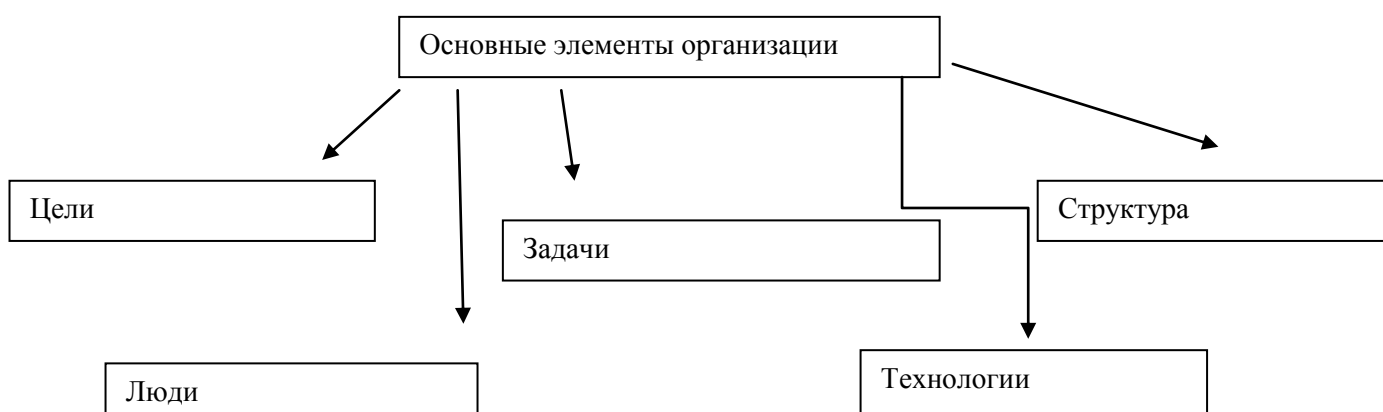 Основные элементы организации
Цели
Структура
Задачи
Люди
Технологии